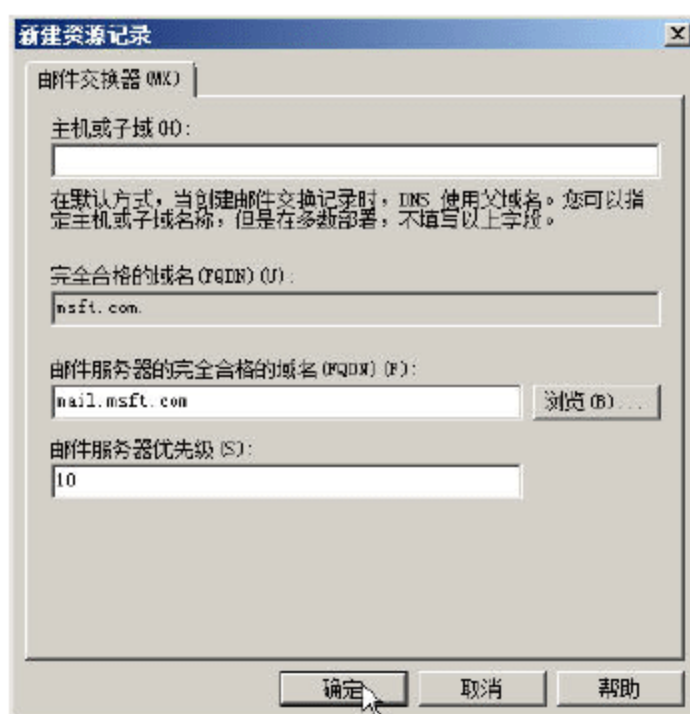 新建资源记录
邮件交换器(MX)
主机或子域(H):
在默认方式，当创建邮件交换记录时，DNS 使用父域名。您可以指
定主机或子域名称，但是在多数部署，不填写以上字段。
完全合格的域名(FQDN)(U):
msft.com.
邮件服务器的完全合格的域名(FQDN)(F):
mail.msft.com
浏览(B)...
邮件服务器优先级(S):
10
确定
取消
帮助